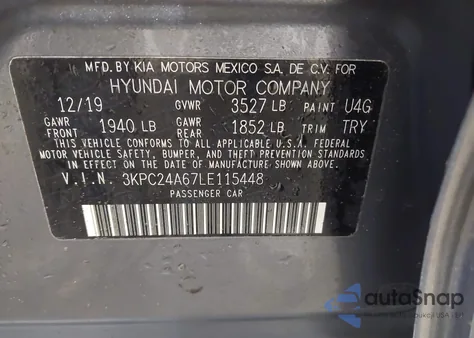 MFD.BY KIA MOTORS MEXICO S.A. DE C.V. FOR
HYUNDAI MOTOR COMPANY
12/19 GVWR 3527 LB PAINT U4G
GAWR FRONT 1940 LB GAWR REAR 1852 LB TRIM TRY
THIS VEHICLE CONFORMS TO ALL APPLICABLE U.S.A. FEDERAL
MOTOR VEHICLE SAFETY, BUMPER, AND THEFT PREVENTION STANDARDS
IN EFFECT ON THE DATE OF MANUFACTURE SHOWN ABOVE.
V.I.N. 3KPC24A67LE115448
PASSENGER CAR
autoSnap